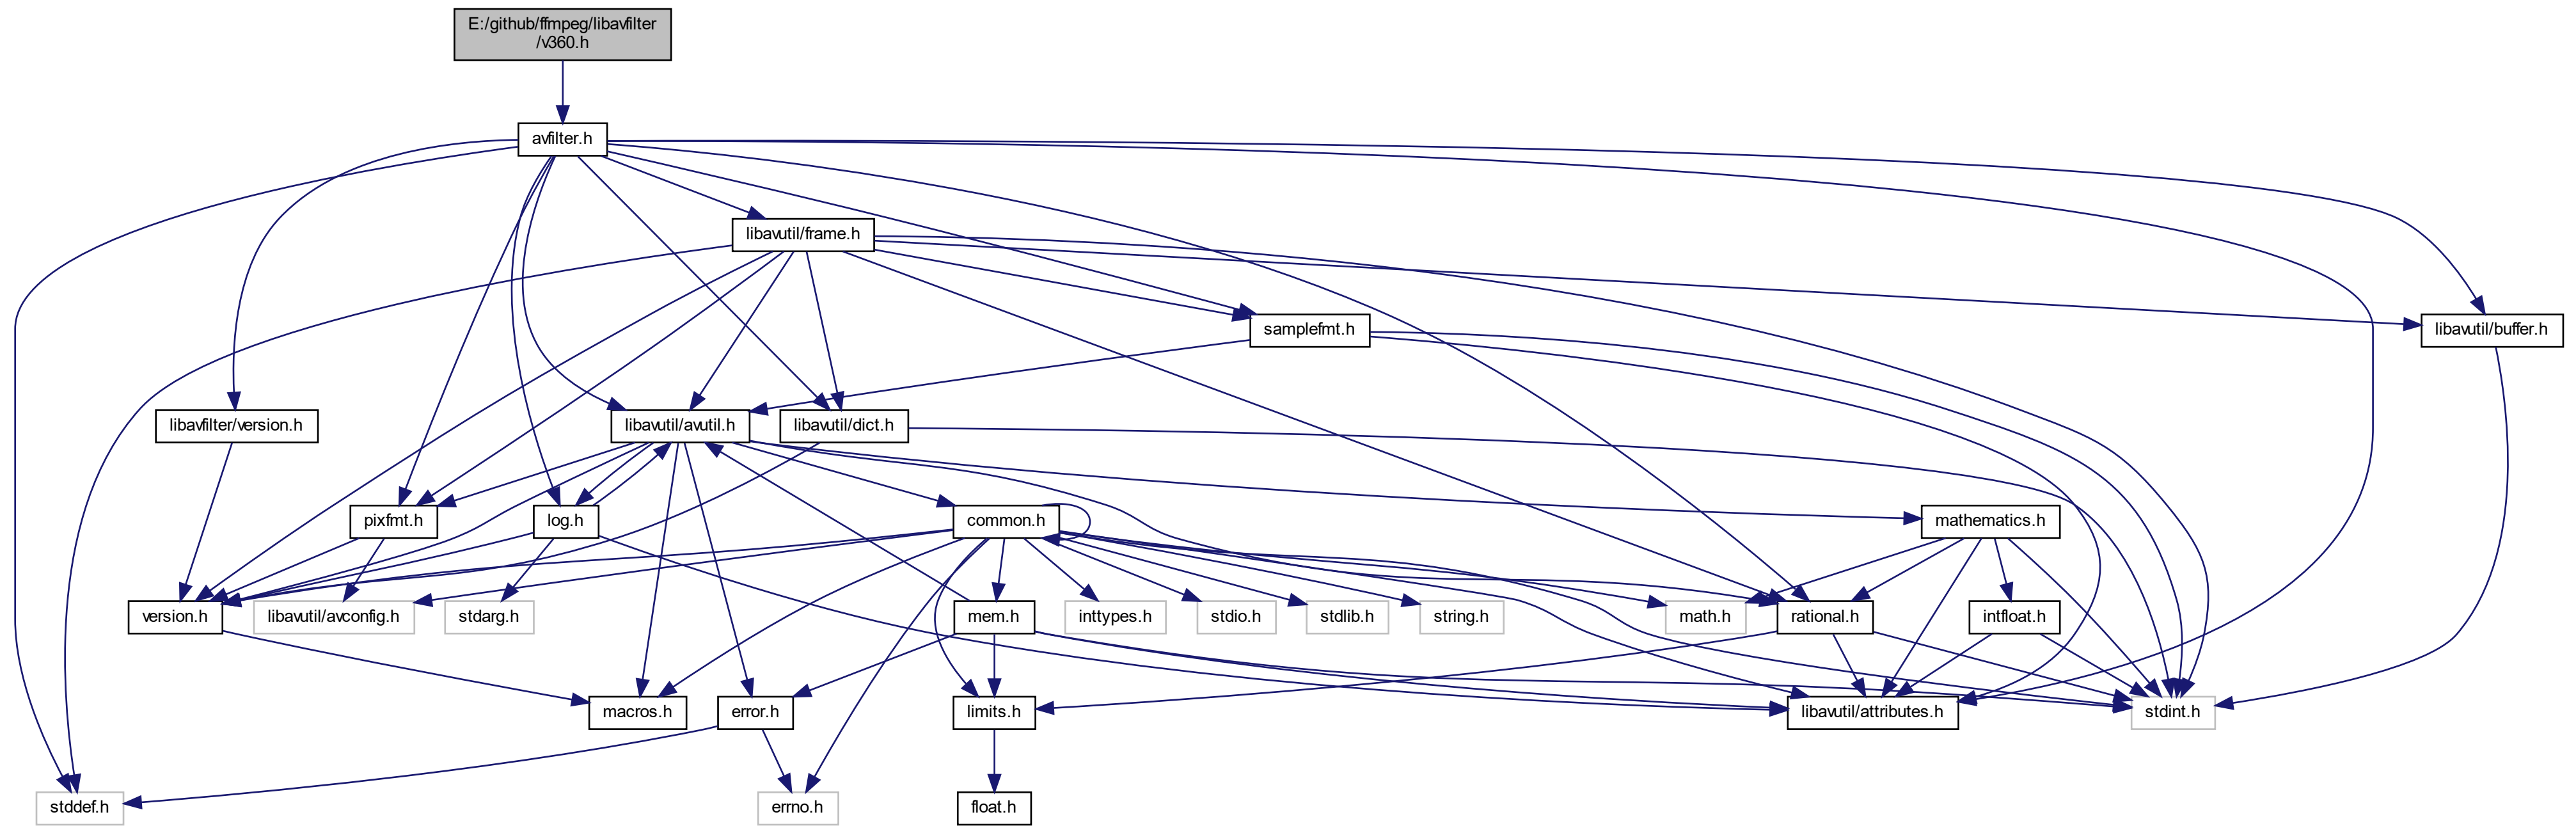 E:/github/ffmpeg/libavfilter
/v360.h
avfilter.h
libavutil/frame.h
samplefmt.h
libavutil/buffer.h
libavfilter/version.h
libavutil/avutil.h
libavutil/dict.h
pixfmt.h
log.h
common.h
mathematics.h
version.h
libavutil/avconfig.h
stdarg.h
mem.h
inttypes.h
stdio.h
stdlib.h
string.h
math.h
rational.h
intfloat.h
macros.h
error.h
limits.h
libavutil/attributes.h
stdint.h
stddef.h
errno.h
float.h